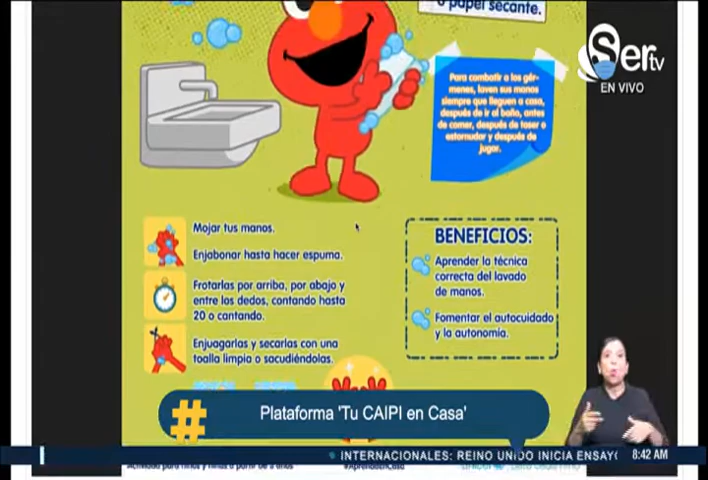 o papel secante.
Ser tv
EN VIVO
Para combatir a los gér-
menes, laven sus manos
siempre que lleguen a casa,
después de ir al baño, antes
de comer, después de toser o
estornudar y después de
jugar.
Mojar tus manos.
Enjabonar hasta hacer espuma.
Frotarlas por arriba, por abajo y
entre los dedos, contando hasta
20 o cantando.
Enjuagarlas y secarlas con una
toalla limpia o sacudiéndolas.
BENEFICIOS:
Aprender la técnica
correcta del lavado
de manos.
Fomentar el autocuidado
y la autonomía.
# Plataforma 'Tu CAIPI en Casa'
INTERNACIONALES: REINO UNIDO INICIA ENSAY
8:42 AM